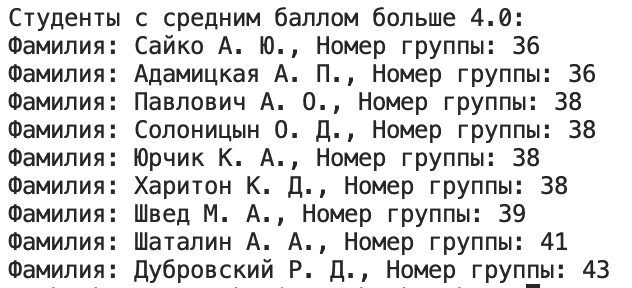 Студенты с средним баллом больше 4.0:
Фамилия: Сайко А. Ю., Номер группы: 36
Фамилия: Адамицкая А. П., Номер группы: 36
Фамилия: Павлович А. О., Номер группы: 38
Фамилия: Солоницын О. Д., Номер группы: 38
Фамилия: Юрчик К. А., Номер группы: 38
Фамилия: Харитон К. Д., Номер группы: 38
Фамилия: Швед М. А., Номер группы: 39
Фамилия: Шаталин А. А., Номер группы: 41
Фамилия: Дубровский Р. Д., Номер группы: 43